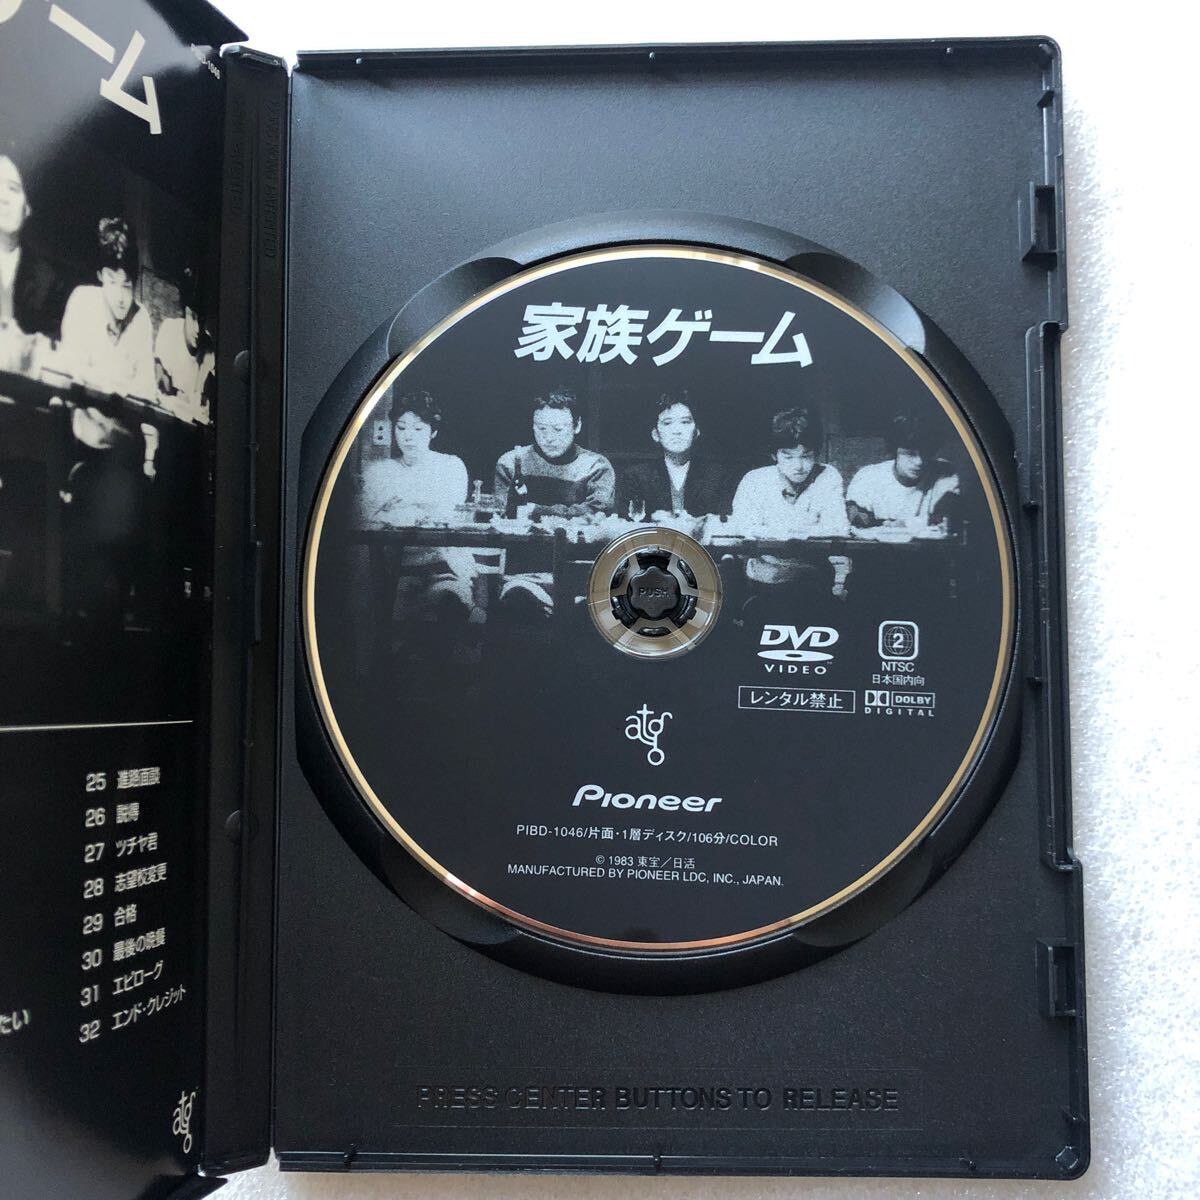 ーム
-1046
25 進路面談
26 説得
27 ツチヤ君
28 志望校変更
29 合格
30 最後の晩餐
31 エピローグ
32 エンド・クレジット
たい
atg
家族ゲーム
PUSH
DVD
VIDEO
2
NTSC
日本国内向
レンタル禁止
DOLBY
DIGITAL
atg
Pioneer
PIBD-1046/片面・1層ディスク/106分/COLOR
© 1983 東宝／日活
MANUFACTURED BY PIONEER LDC, INC., JAPAN.
PRESS CENTER BUTTONS TO RELEASE